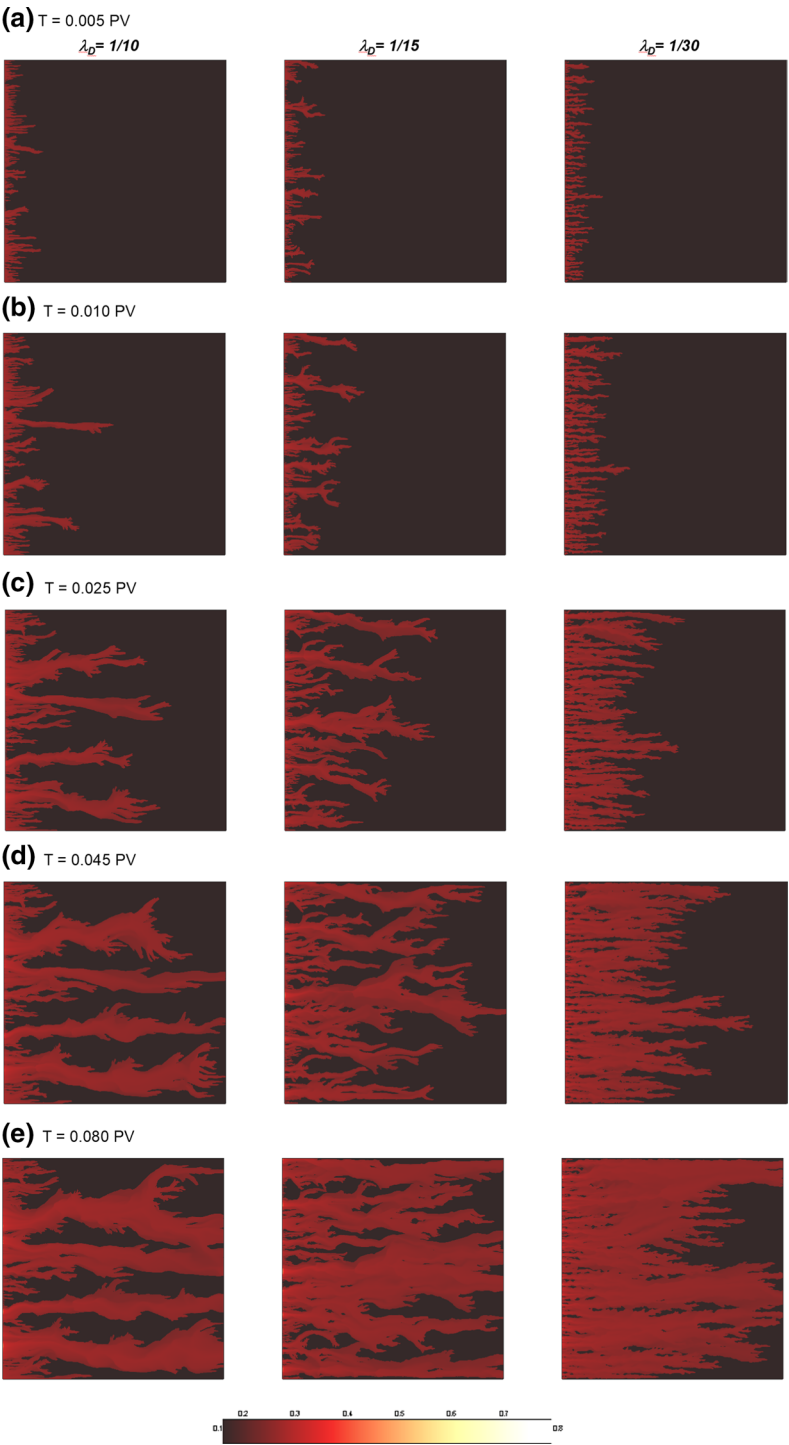 (a) T = 0.005 PV
λD= 1/10 λD= 1/15 λD= 1/30
(b) T = 0.010 PV
(c) T = 0.025 PV
(d) T = 0.045 PV
(e) T = 0.080 PV
0.2 0.3 0.4 0.5 0.6 0.7
0.1 0.8